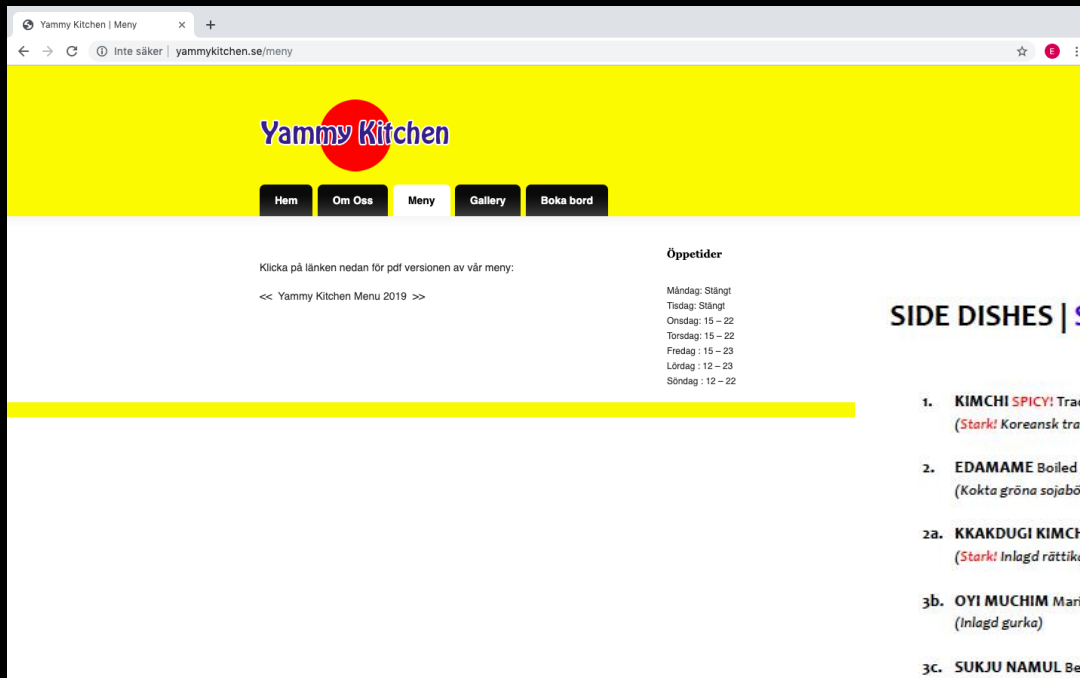 Yammy Kitchen | Meny
Inte säker | yammykitchen.se/meny
E
Yammy Kitchen
Hem
Om Oss
Meny
Gallery
Boka bord
Klicka på länken nedan för pdf versionen av vår meny:
<< Yammy Kitchen Menu 2019 >>
Öppetider
Måndag: Stängt
Tisdag: Stängt
Onsdag: 15 – 22
Torsdag: 15 – 22
Fredag : 15 – 23
Lördag : 12 – 23
Söndag : 12 – 22
SIDE DISHES |
1. KIMCHI SPICY!
(Stark! Koreansk
2. EDAMAME Boiled
(Kokta gröna
2a. KKAKDUGI
(Stark! Inlagd
3b. OYI MUCHIM
(Inlagd gurka)
3c. SUKJU NAMUL